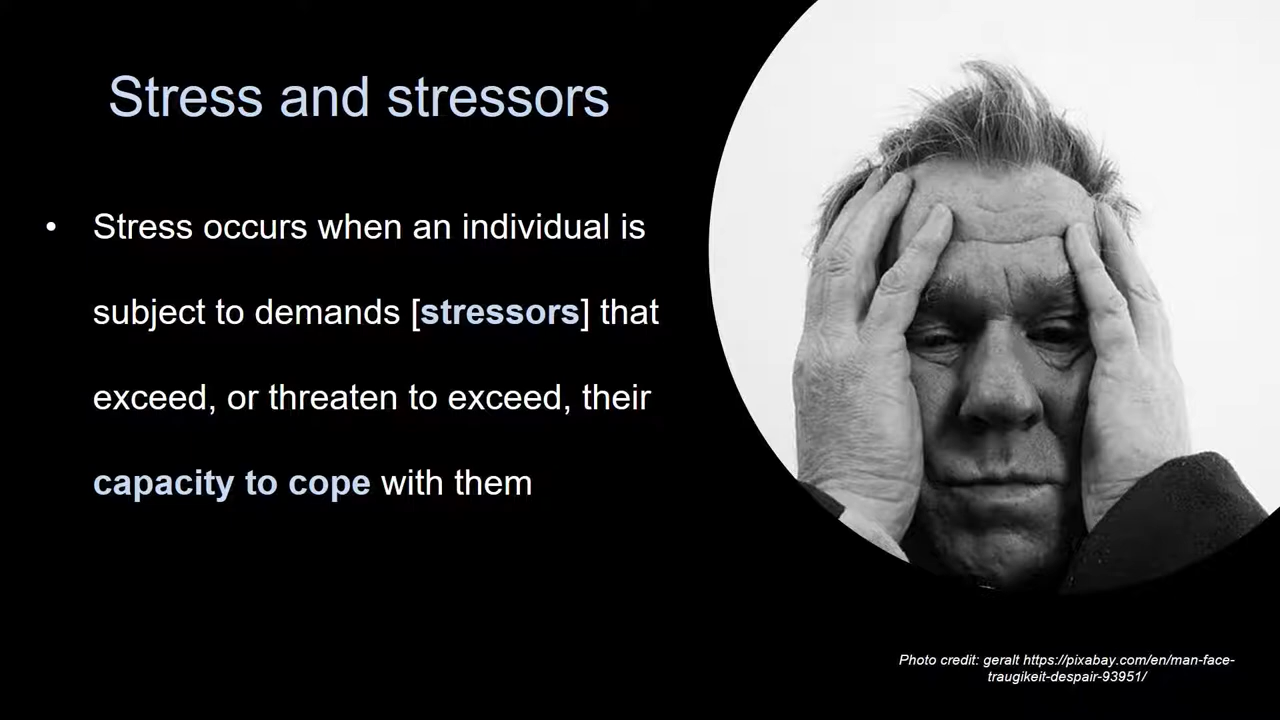 Stress and stressors
• Stress occurs when an individual is
subject to demands [stressors] that
exceed, or threaten to exceed, their
capacity to cope with them
Photo credit: geralt https://pixabay.com/en/man-face-
traugikeit-despair-93951/